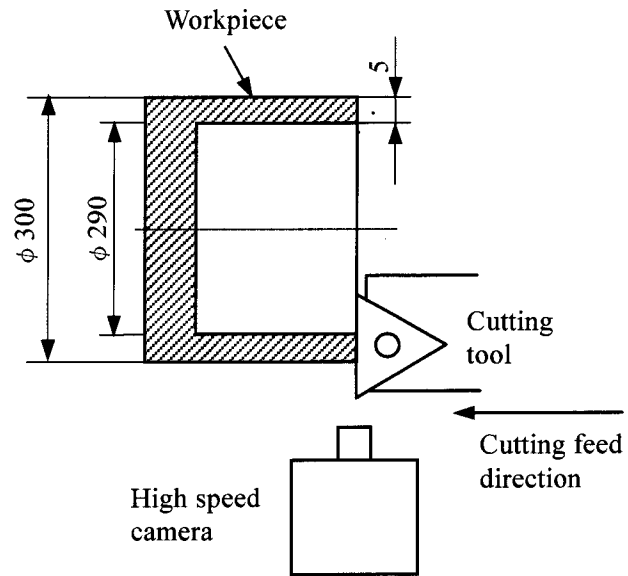 Workpiece
5
ϕ 300
ϕ 290
Cutting
tool
Cutting feed
direction
High speed
camera